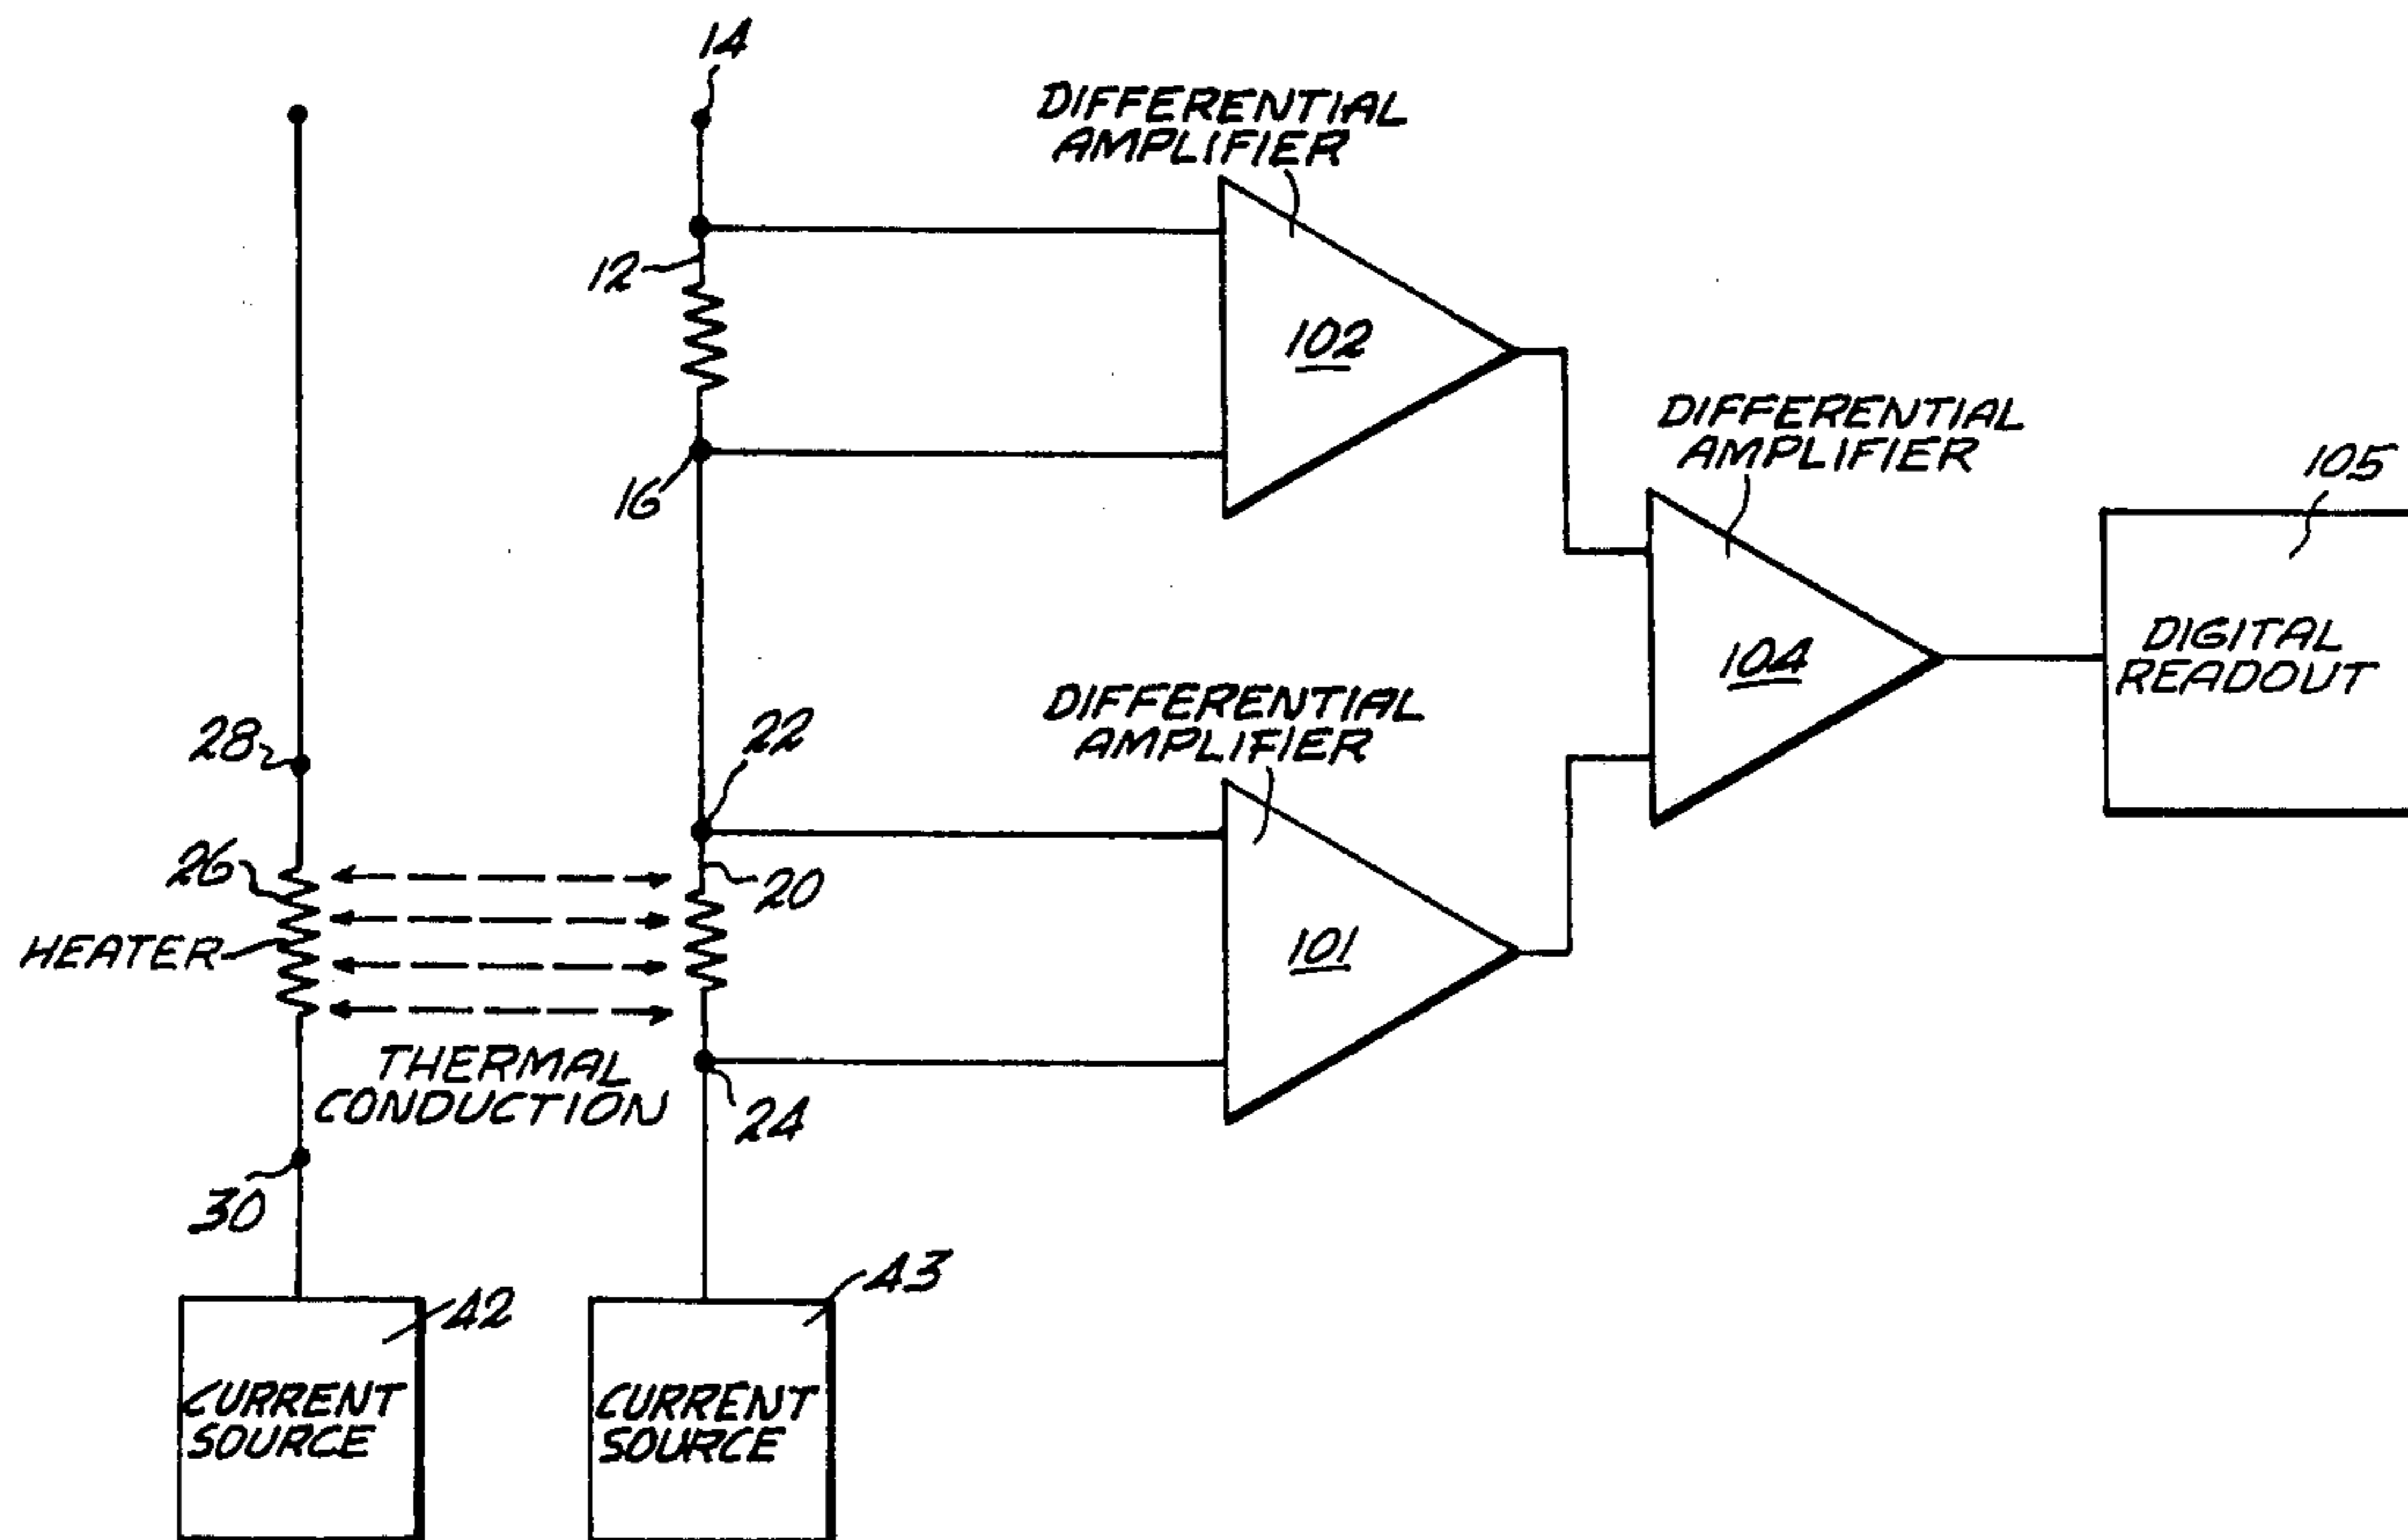 14
DIFFERENTIAL
AMPLIFIER
12
102
16
DIFFERENTIAL
AMPLIFIER
105
104
DIGITAL
READOUT
28
22
DIFFERENTIAL
AMPLIFIER
26
20
HEATER
101
THERMAL
CONDUCTION
24
30
42
43
CURRENT
SOURCE
CURRENT
SOURCE